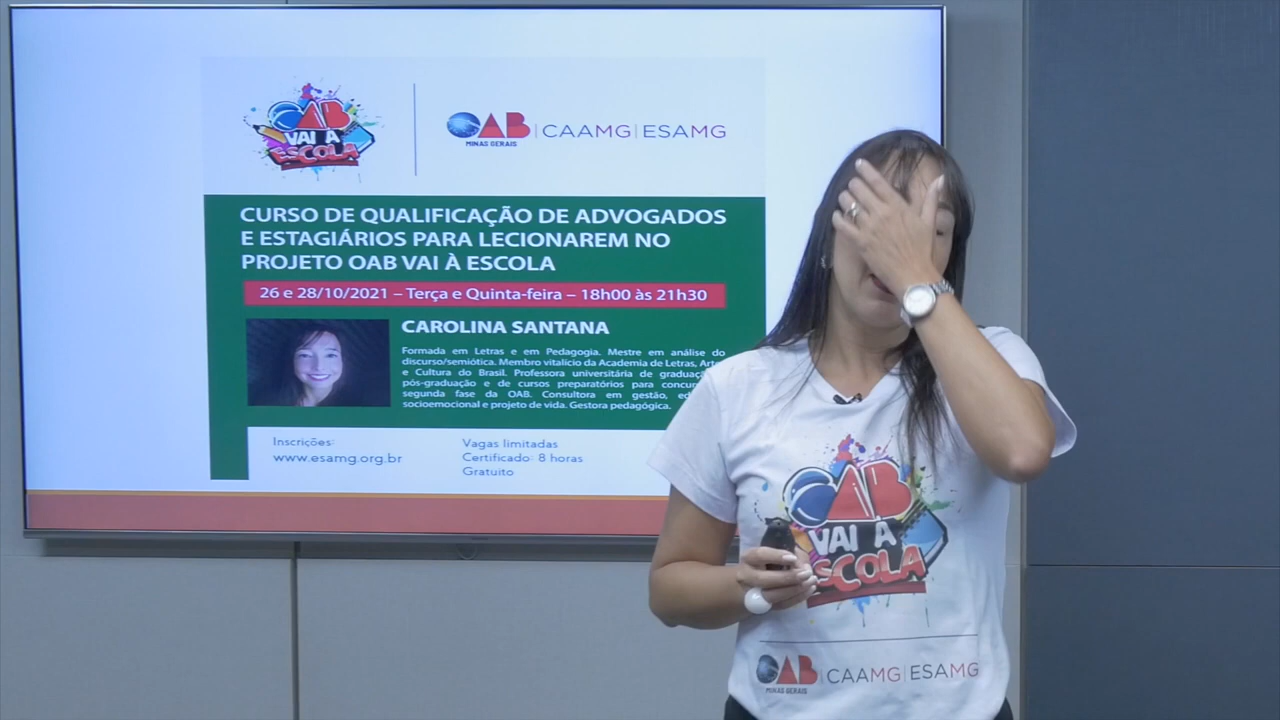 OAB
VAI À
ESCOLA
OAB
MINAS GERAIS
CAAMG ESAMG
CURSO DE QUALIFICAÇÃO DE ADVOGADOS
E ESTAGIÁRIOS PARA LECIONAREM NO
PROJETO OAB VAI À ESCOLA
26 e 28/10/2021 – Terça e Quinta-feira – 18h00 às 21h30
CAROLINA SANTANA
Formada em Letras e em Pedagogia. Mestre em análise do
discurso/semiótica. Membro vitalício da Academia de Letras,
e Cultura do Brasil. Professora universitária de
pós-graduação e de cursos preparatórios para
segunda fase da OAB. Consultora em gestão,
socioemocional e projeto de vida. Gestora pedagógica.
Inscrições:
www.esamg.org.br
Vagas limitadas
Certificado: 8 horas
Gratuito
OAB
VAI À
ESCOLA
OAB
MINAS GERAIS
CAAMG ESAMG